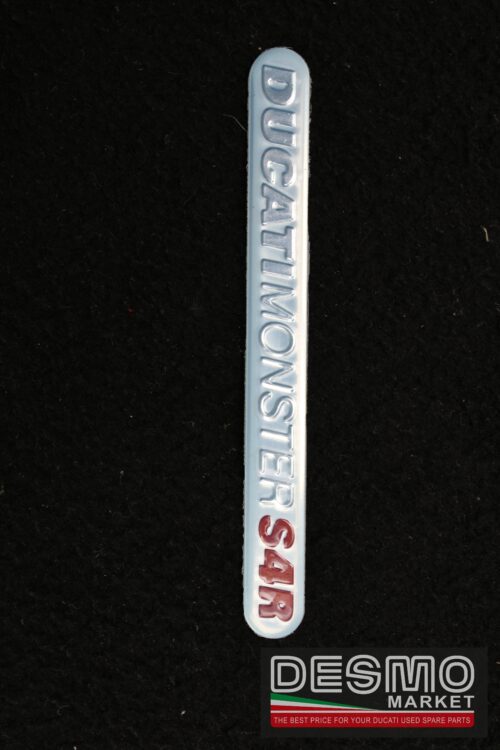 DUCATIMONSTER S4R
DESMO
MARKET
THE BEST PRICE FOR YOUR DUCATI USED SPARE PARTS